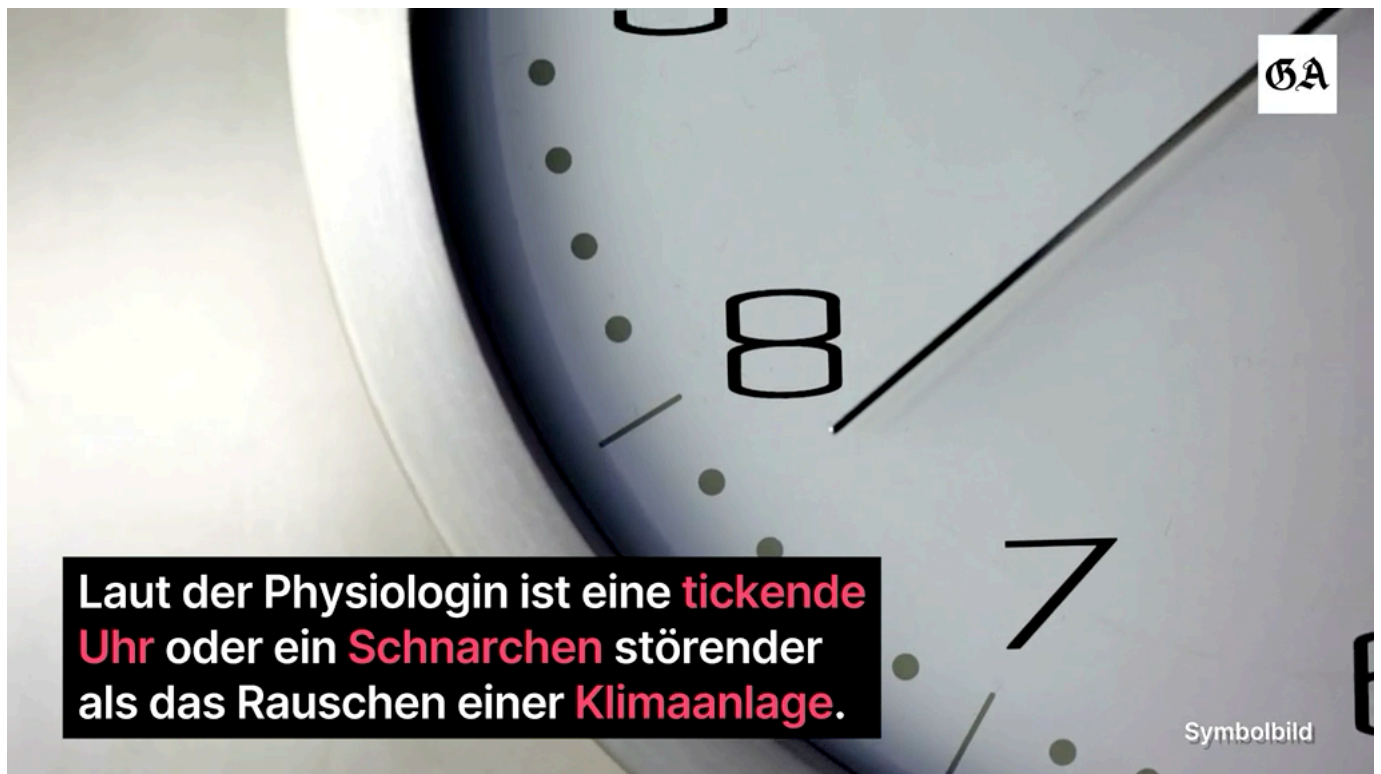 GA
8
7
Laut der Physiologin ist eine tickende
Uhr oder ein Schnarchen störender
als das Rauschen einer Klimaanlage.
Symbolbild